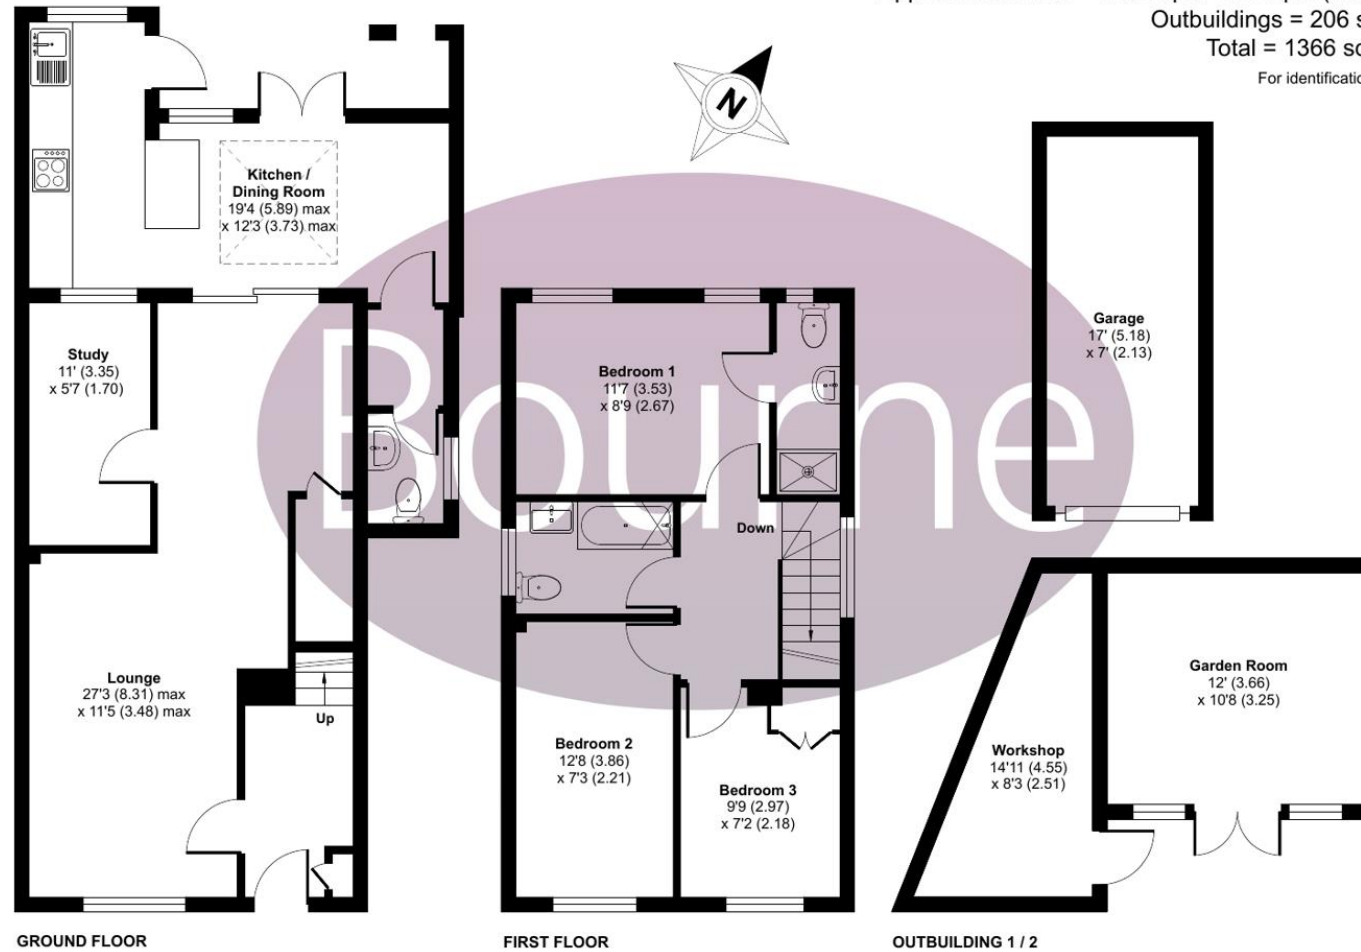 Outbuildings = 206
Total = 1366
For
N
Kitchen /
Dining Room
19'4 (5.89) max
x 12'3 (3.73) max
Study
11' (3.35)
x 5'7 (1.70)
Bedroom 1
11'7 (3.53)
x 8'9 (2.67)
Garage
17' (5.18)
x 7' (2.13)
Bourne
Down
Lounge
27'3 (8.31) max
x 11'5 (3.48) max
Up
Bedroom 2
12'8 (3.86)
x 7'3 (2.21)
Bedroom 3
9'9 (2.97)
x 7'2 (2.18)
Workshop
14'11 (4.55)
x 8'3 (2.51)
Garden Room
12' (3.66)
x 10'8 (3.25)
GROUND FLOOR
FIRST FLOOR
OUTBUILDING 1 / 2